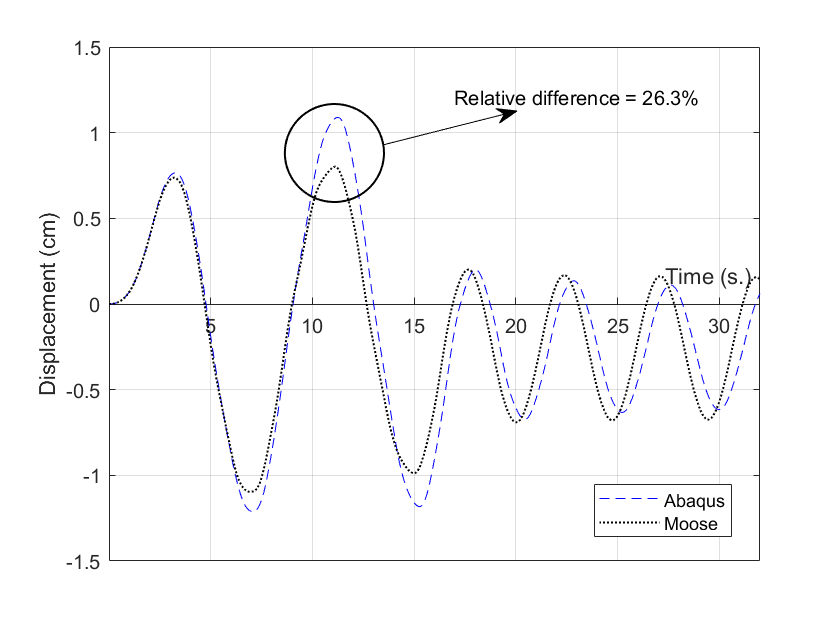 1.5
Relative difference = 26.3%
1
0.5
Displacement (cm)
Time (s.)
0
5
10
15
20
25
30
-0.5
-1
Abaqus
Moose
-1.5